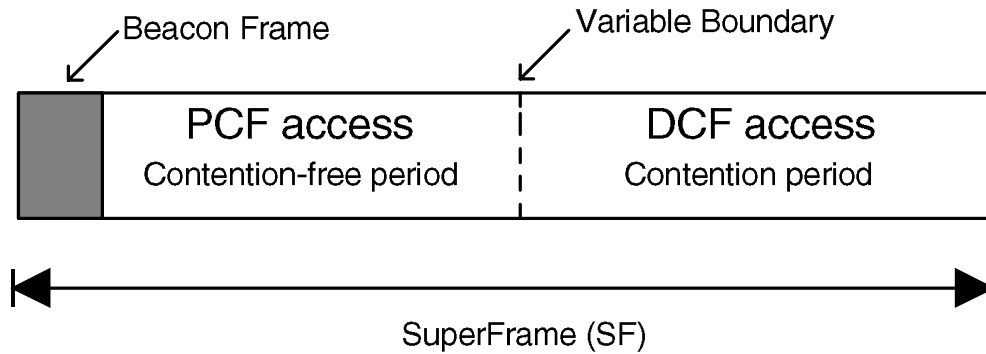 Beacon Frame
Variable Boundary
PCF access
Contention-free period
DCF access
Contention period
SuperFrame (SF)